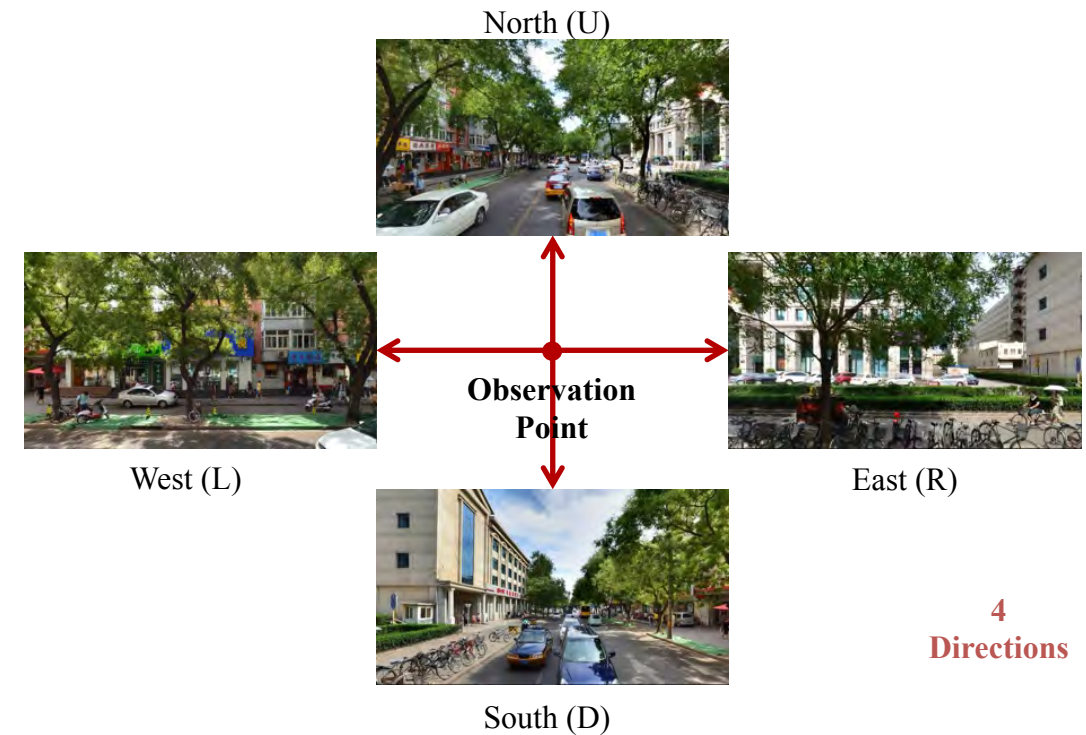 North (U)
Observation
Point
West (L)
East (R)
4
Directions
South (D)